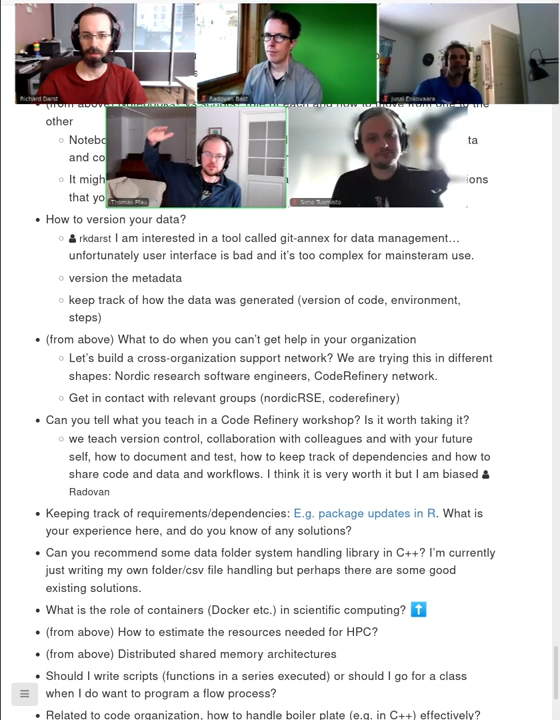 Richard Darst
Radovan Bast
Jussi Enkovaara
the
other
Notebo
ta
and co
It migh
ions
that yo
Thomas Pfau
Simo Tuomisto
How to version your data?
rkdarst I am interested in a tool called git-annex for data management…
unfortunately user interface is bad and it's too complex for mainsteram use.
version the metadata
keep track of how the data was generated (version of code, environment,
steps)
(from above) What to do when you can't get help in your organization
Let's build a cross-organization support network? We are trying this in different
shapes: Nordic research software engineers, CodeRefinery network.
Get in contact with relevant groups (nordicRSE, coderefinery)
Can you tell what you teach in a Code Refinery workshop? Is it worth taking it?
we teach version control, collaboration with colleagues and with your future
self, how to document and test, how to keep track of dependencies and how to
share code and data and workflows. I think it is very worth it but I am biased
Radovan
Keeping track of requirements/dependencies: E.g. package updates in R. What is
your experience here, and do you know of any solutions?
Can you recommend some data folder system handling library in C++? I'm currently
just writing my own folder/csv file handling but perhaps there are some good
existing solutions.
What is the role of containers (Docker etc.) in scientific computing? ⬆️
(from above) How to estimate the resources needed for HPC?
(from above) Distributed shared memory architectures
Should I write scripts (functions in a series executed) or should I go for a class
when I do want to program a flow process?
Related to code organization, how to handle boiler plate (e.g. in C++) effectively?